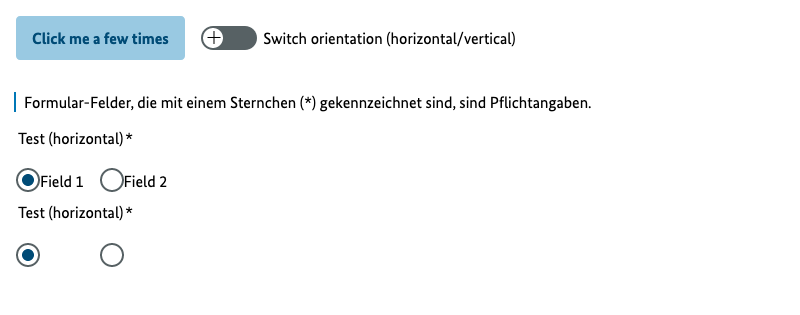 Click me a few times
Switch orientation (horizontal/vertical)
Formular-Felder, die mit einem Sternchen (*) gekennzeichnet sind, sind Pflichtangaben.
Test (horizontal)*
Field 1 Field 2
Test (horizontal)*